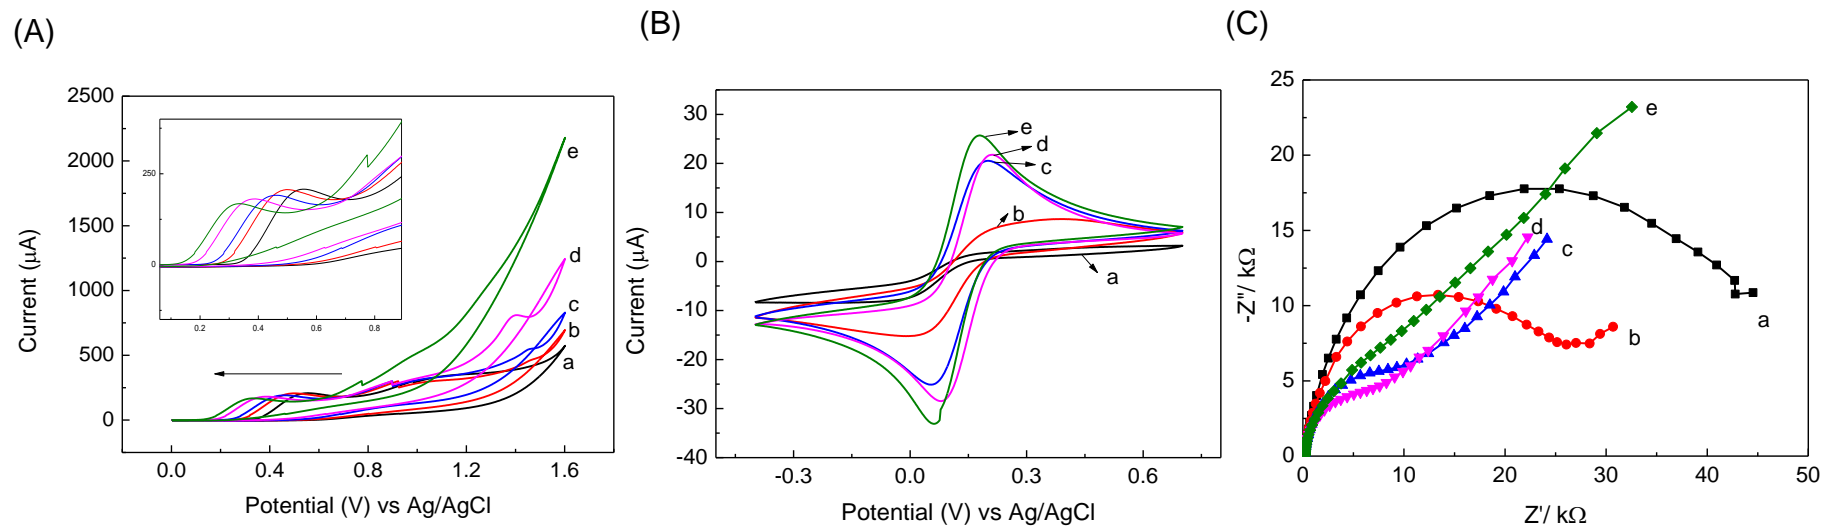 (A)
2500
2000
1500
1000
500
0
0.0
0.4
0.8
1.2
1.6
Current (µA)
Potential (V) vs Ag/AgCl
250
0
0.2
0.4
0.6
0.8
e
d
c
b
a
(B)
30
20
10
0
-10
-20
-30
-40
-0.3
0.0
0.3
0.6
Current (µA)
Potential (V) vs Ag/AgCl
e
d
c
b
a
(C)
25
20
15
10
5
0
0
10
20
30
40
50
-Z"/ kΩ
Z'/ kΩ
e
d
c
b
a